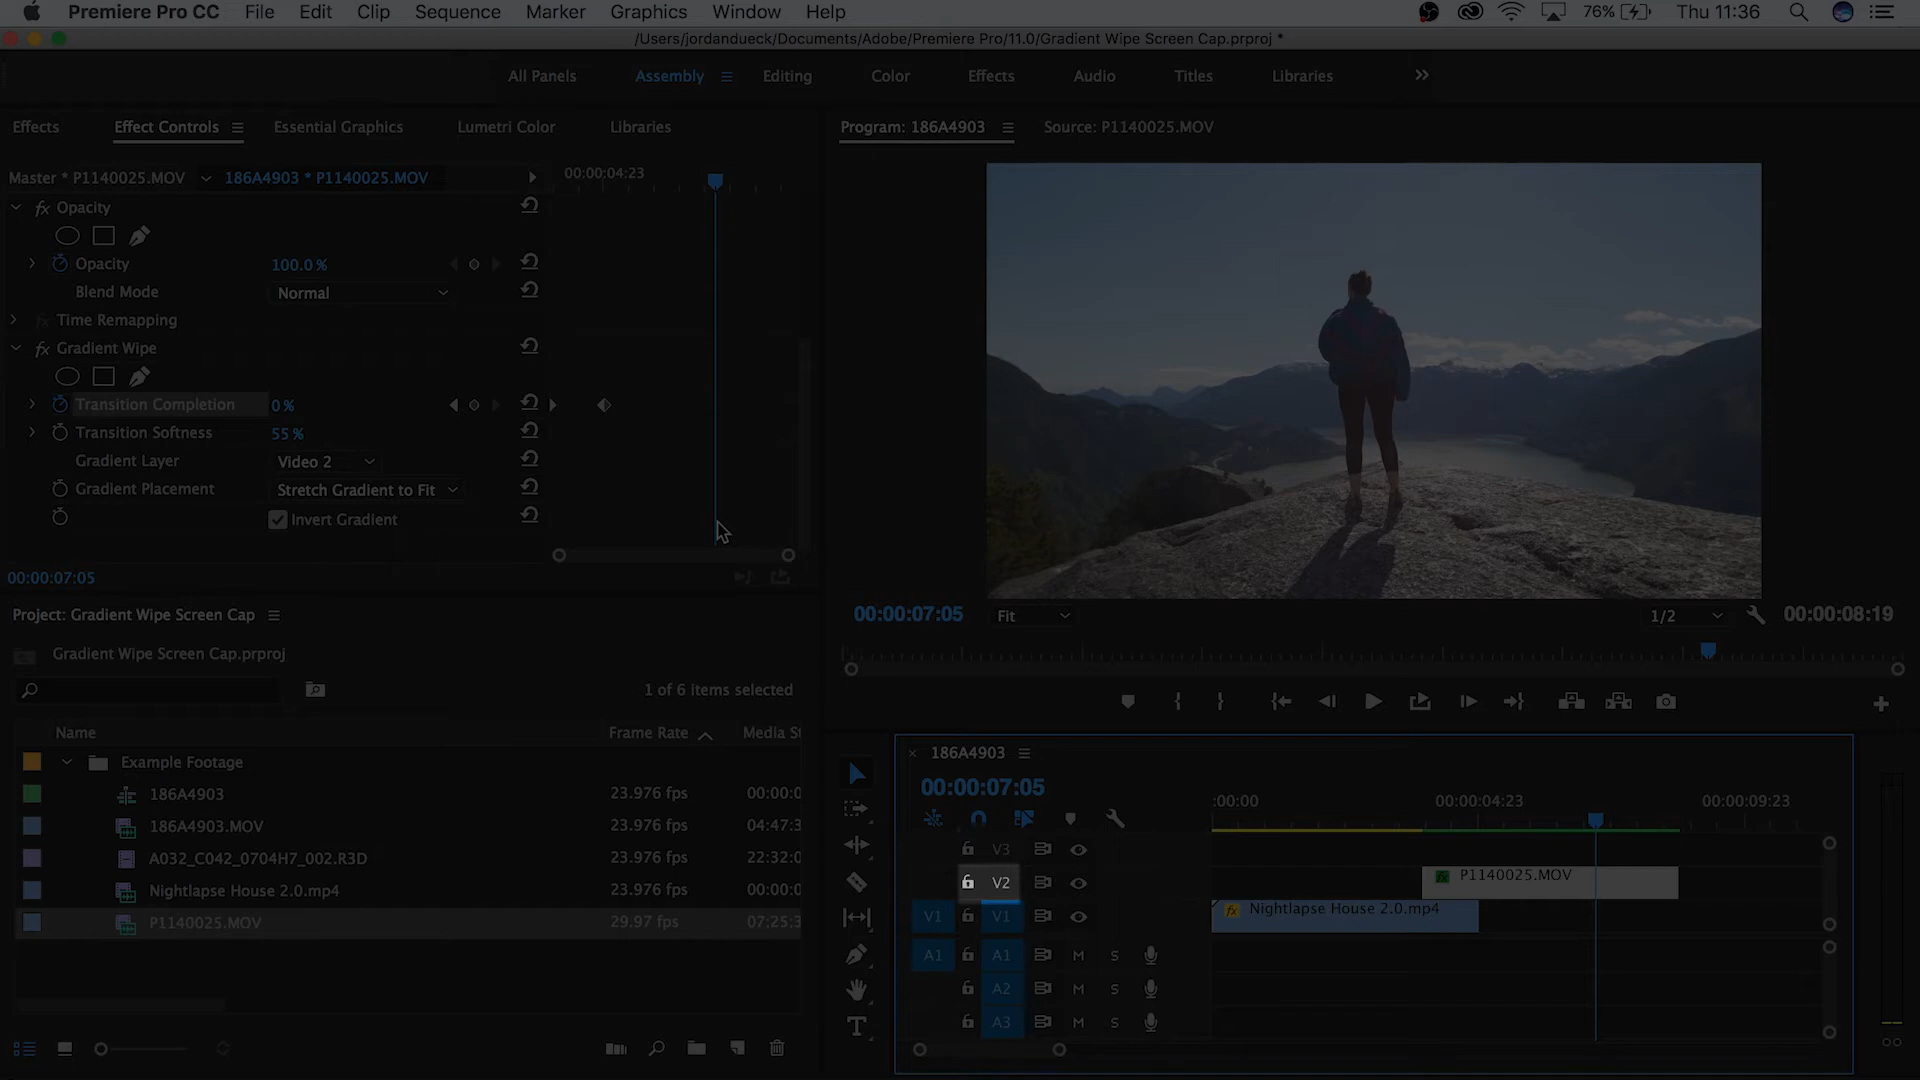 Premiere Pro CC File Edit Clip Sequence Marker Graphics Window Help 76% Thu 11:36
/Users/jordandueck/Documents/Adobe/Premiere Pro/11.0/Gradient Wipe Screen Cap.prproj *
All Panels Assembly Editing Color Effects Audio Titles Libraries
Effects Effect Controls Essential Graphics Lumetri Color Libraries
Master * P1140025.MOV 186A4903 * P1140025.MOV 00:00:04:23
fx Opacity
Opacity 100.0 %
Blend Mode Normal
fx Time Remapping
fx Gradient Wipe
Transition Completion 0 %
Transition Softness 55 %
Gradient Layer Video 2
Gradient Placement Stretch Gradient to Fit
Invert Gradient
00:00:07:05
Program: 186A4903 Source: P1140025.MOV
00:00:07:05 Fit 1/2 00:00:08:19
Project: Gradient Wipe Screen Cap
Gradient Wipe Screen Cap.prproj
1 of 6 items selected
Name Frame Rate Media St
Example Footage
186A4903 23.976 fps 00:00:0
186A4903.MOV 23.976 fps 04:47:3
A032_C042_0704H7_002.R3D 23.976 fps 22:32:0
Nightlapse House 2.0.mp4 23.976 fps 00:00:0
P1140025.MOV 29.97 fps 07:25:3
186A4903
00:00:07:05
:00:00 00:00:04:23 00:00:09:23
V3
V2 fx P1140025.MOV
V1 V1 fx Nightlapse House 2.0.mp4
A1 A1 M S
A2 M S
A3 M S